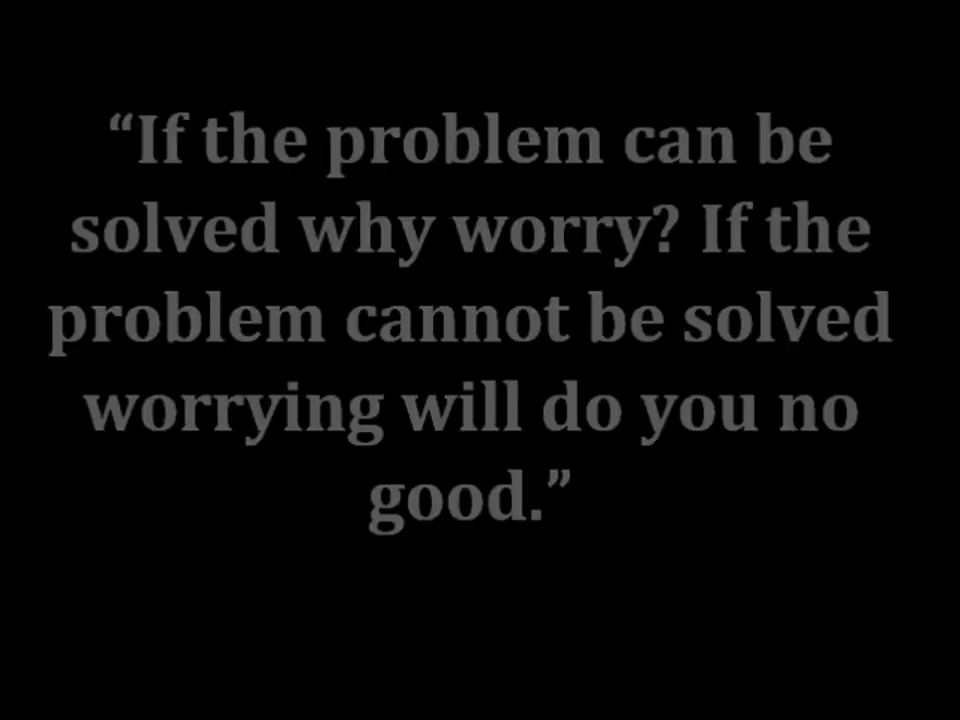 “If the problem can be
solved why worry? If the
problem cannot be solved
worrying will do you no
good.”